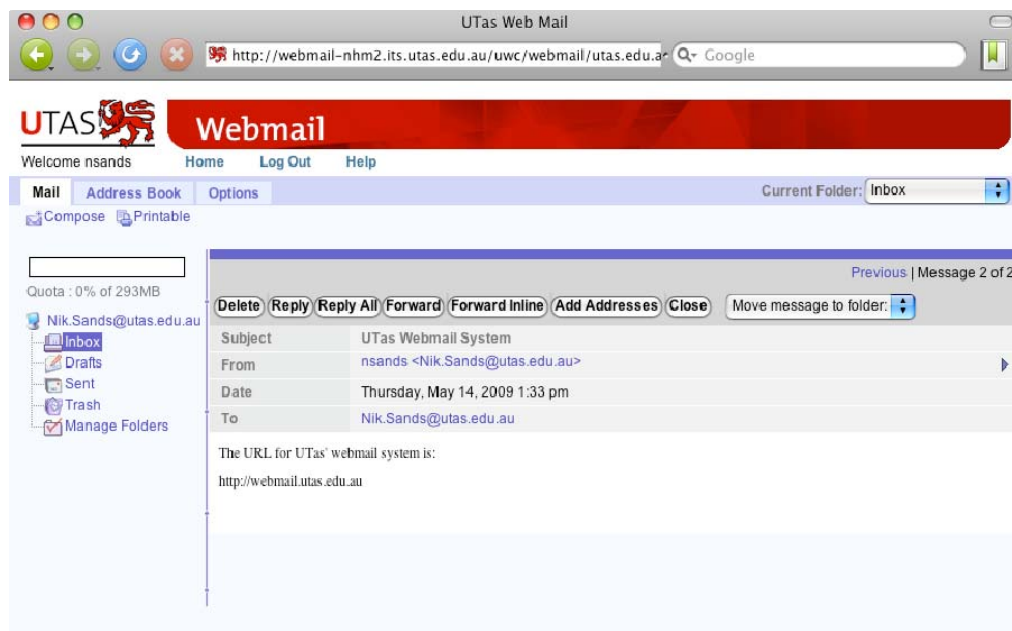 UTas Web Mail
http://webmail-nhm2.its.utas.edu.au/uwc/webmail/utas.edu.a
Google
UTAS
Webmail
Welcome nsands
Home Log Out Help
Mail Address Book Options
Current Folder: Inbox
Compose Printable
Previous | Message 2 of 2
Quota : 0% of 293MB
Delete Reply Reply All Forward Forward Inline Add Addresses Close Move message to folder:
Nik.Sands@utas.edu.au
Inbox
Drafts
Sent
Trash
Manage Folders
Subject UTas Webmail System
From nsands <Nik.Sands@utas.edu.au>
Date Thursday, May 14, 2009 1:33 pm
To Nik.Sands@utas.edu.au
The URL for UTas' webmail system is:
http://webmail.utas.edu.au